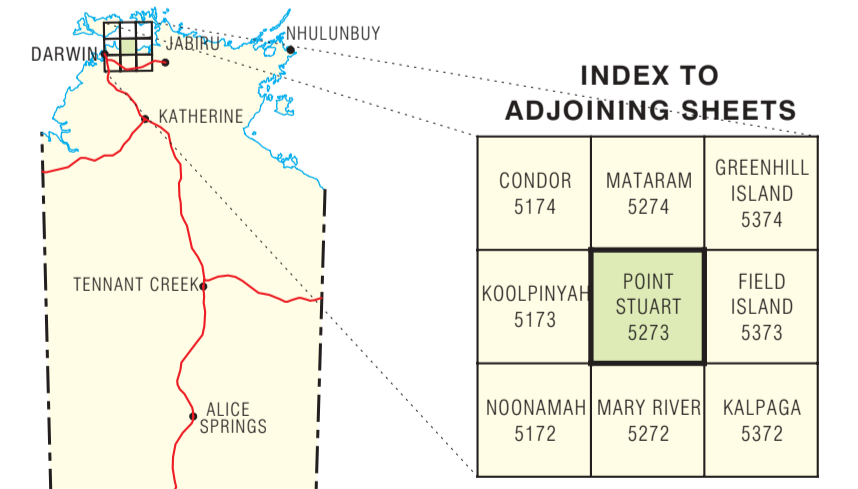 NHULUNBUY
JABIRU
DARWIN
KATHERINE
TENNANT CREEK
ALICE
SPRINGS
INDEX TO
ADJOINING SHEETS
CONDOR
5174
MATARAM
5274
GREENHILL
ISLAND
5374
KOOLPINYAH
5173
POINT
STUART
5273
FIELD
ISLAND
5373
NOONAMAH
5172
MARY RIVER
5272
KALPAGA
5372